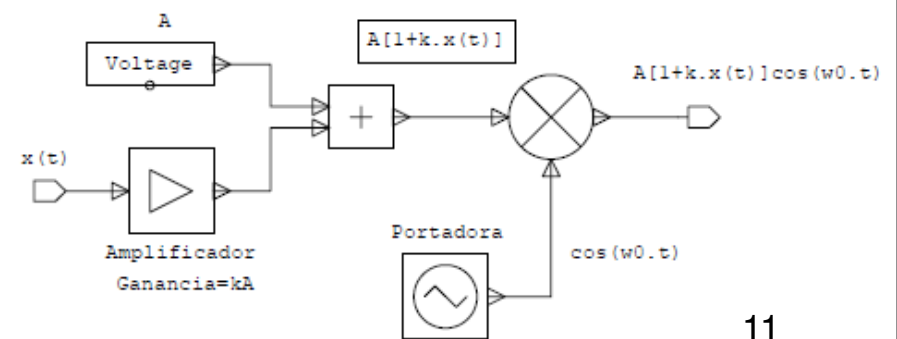 A
Voltage
A[1+k.x(t)]
A[1+k.x(t)]cos(w0.t)
+
x(t)
Amplificador
Ganancia=kA
Portadora
cos(w0.t)
11